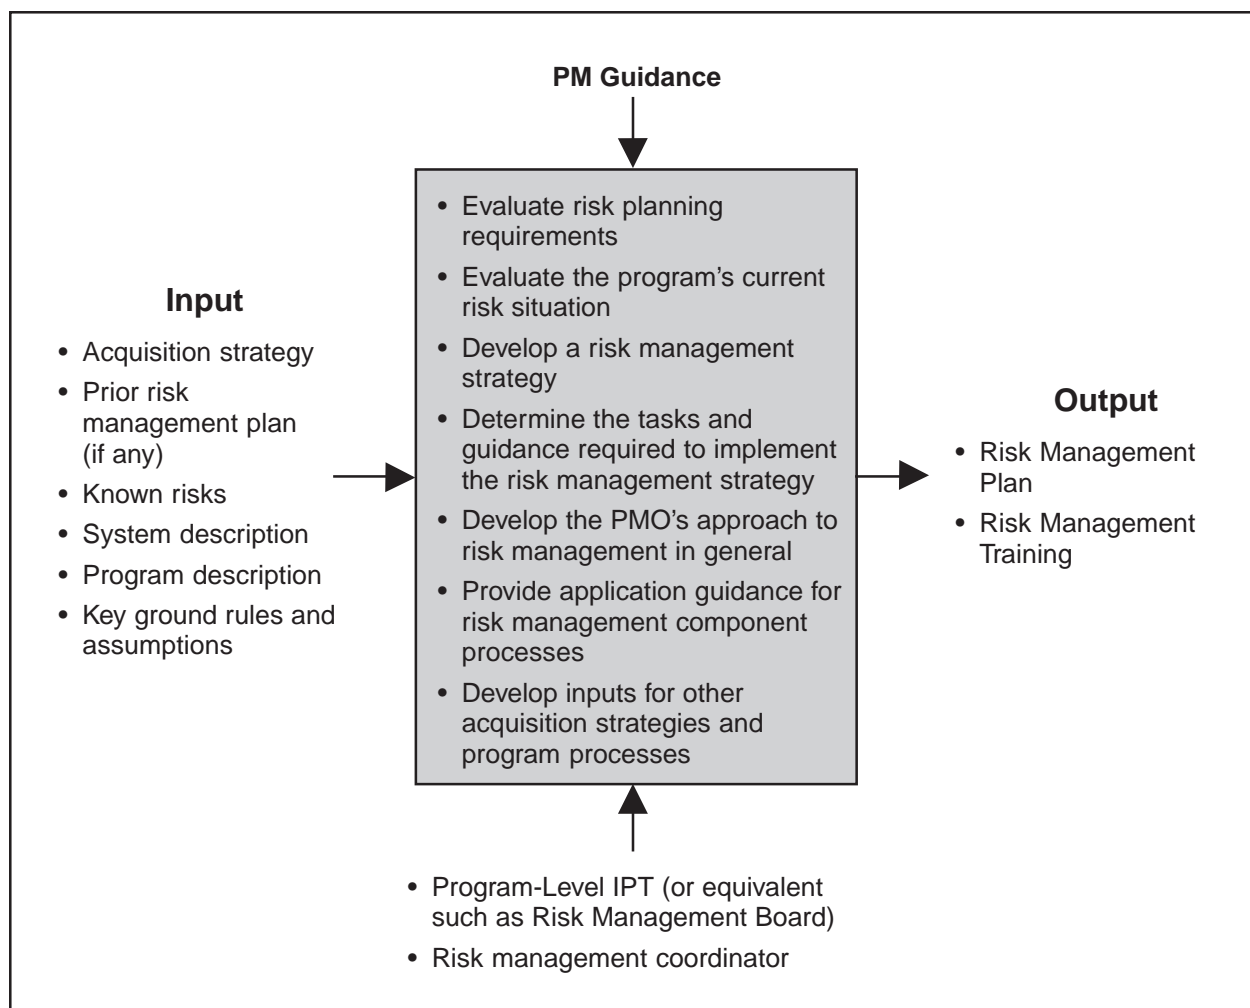 PM Guidance
Input
• Acquisition strategy
• Prior risk
management plan
(if any)
• Known risks
• System description
• Program description
• Key ground rules and
assumptions
• Evaluate risk planning
requirements
• Evaluate the program’s current
risk situation
• Develop a risk management
strategy
• Determine the tasks and
guidance required to implement
the risk management strategy
• Develop the PMO’s approach to
risk management in general
• Provide application guidance for
risk management component
processes
• Develop inputs for other
acquisition strategies and
program processes
Output
• Risk Management
Plan
• Risk Management
Training
• Program-Level IPT (or equivalent
such as Risk Management Board)
• Risk management coordinator